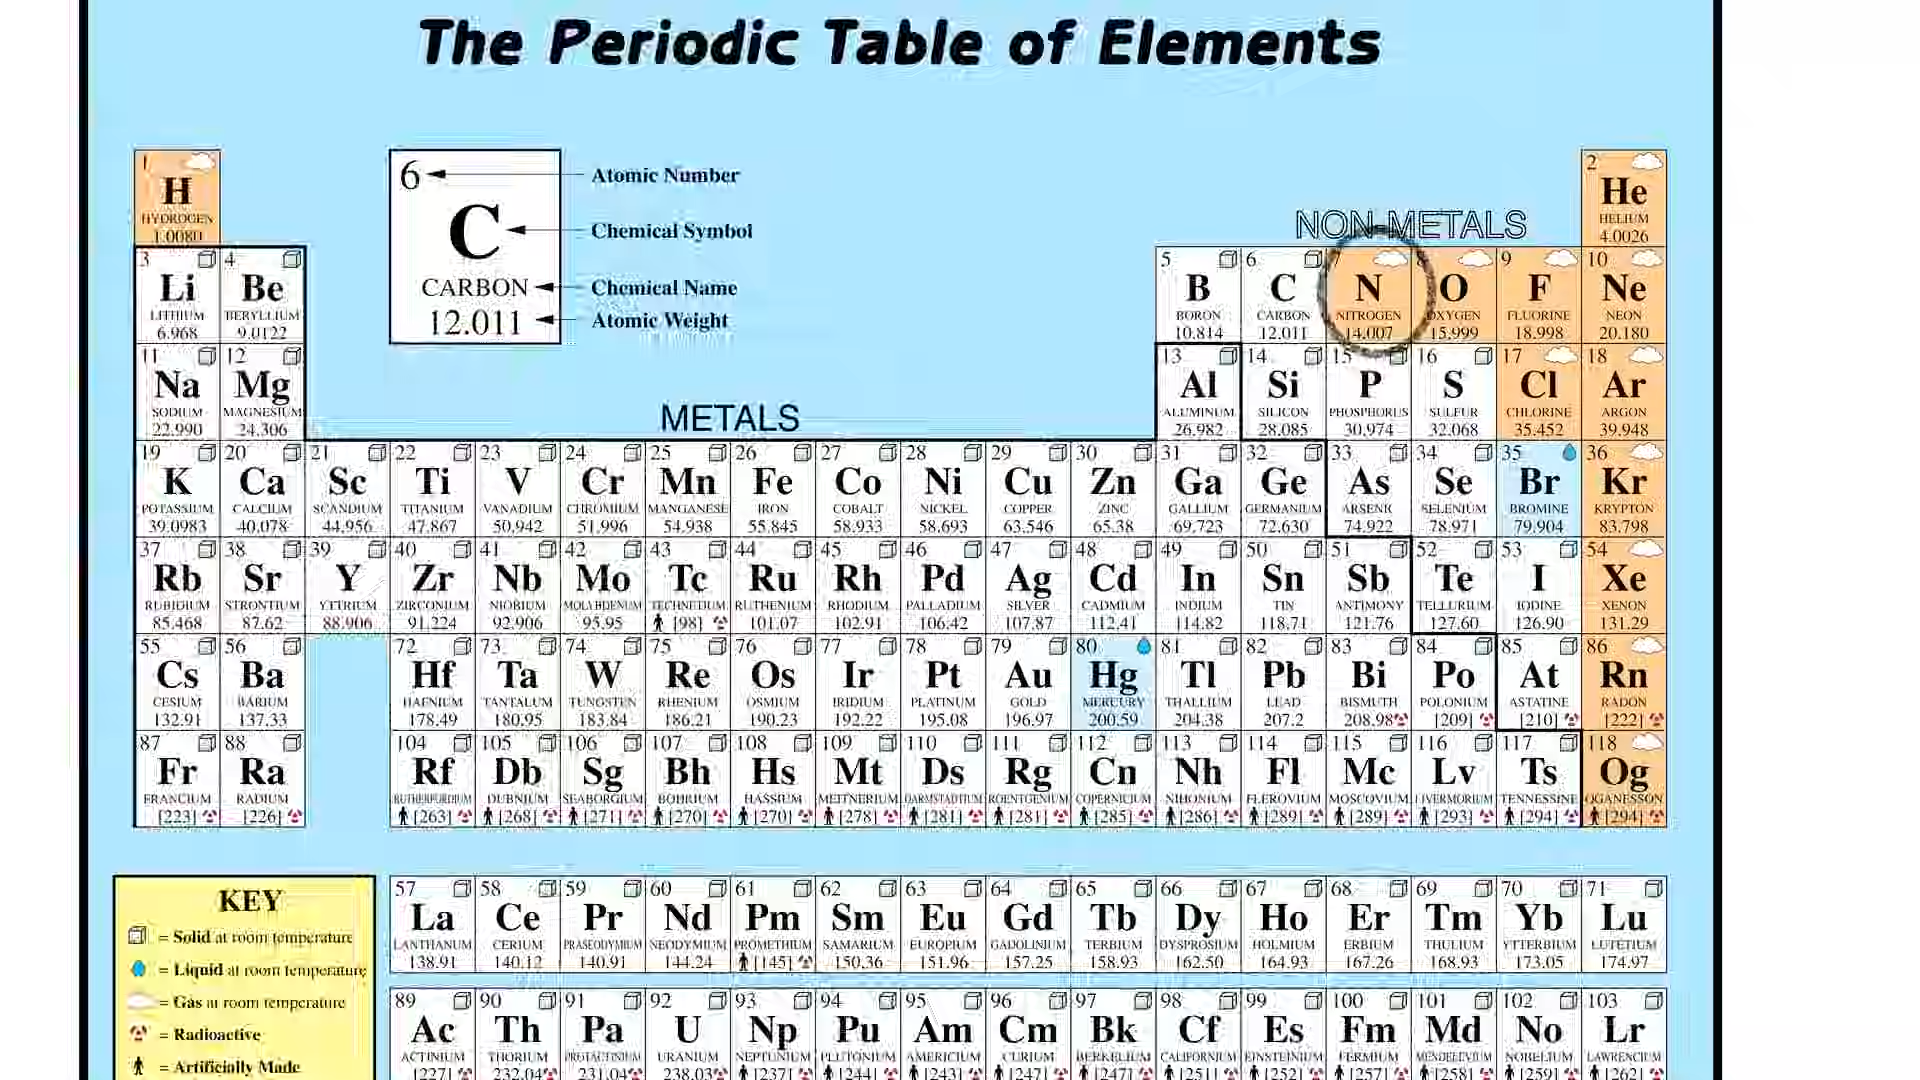 The Periodic Table of Elements
1
H
HYDROGEN
1.0080
6
C
CARBON
12.011
Atomic Number
Chemical Symbol
Chemical Name
Atomic Weight
NON-METALS
METALS
2
He
HELIUM
4.0026
3 4 5 6 7 8 9 10
Li Be B C N O F Ne
LITHIUM BERYLLIUM BORON CARBON NITROGEN OXYGEN FLUORINE NEON
6.968 9.0122 10.814 12.011 14.007 15.999 18.998 20.180
11 12 13 14 15 16 17 18
Na Mg Al Si P S Cl Ar
SODIUM MAGNESIUM ALUMINUM SILICON PHOSPHORUS SULFUR CHLORINE ARGON
22.990 24.306 26.982 28.085 30.974 32.068 35.452 39.948
19 20 21 22 23 24 25 26 27 28 29 30 31 32 33 34 35 36
K Ca Sc Ti V Cr Mn Fe Co Ni Cu Zn Ga Ge As Se Br Kr
POTASSIUM CALCIUM SCANDIUM TITANIUM VANADIUM CHROMIUM MANGANESE IRON COBALT NICKEL COPPER ZINC GALLIUM GERMANIUM ARSENIC SELENIUM BROMINE KRYPTON
39.0983 40.078 44.956 47.867 50.942 51.996 54.938 55.845 58.933 58.693 63.546 65.38 69.723 72.630 74.922 78.971 79.904 83.798
37 38 39 40 41 42 43 44 45 46 47 48 49 50 51 52 53 54
Rb Sr Y Zr Nb Mo Tc Ru Rh Pd Ag Cd In Sn Sb Te I Xe
RUBIDIUM STRONTIUM YTTRIUM ZIRCONIUM NIOBIUM MOLYBDENUM TECHNETIUM RUTHENIUM RHODIUM PALLADIUM SILVER CADMIUM INDIUM TIN ANTIMONY TELLURIUM IODINE XENON
85.468 87.62 88.906 91.224 92.906 95.95 [98] 101.07 102.91 106.42 107.87 112.41 114.82 118.71 121.76 127.60 126.90 131.29
55 56 72 73 74 75 76 77 78 79 80 81 82 83 84 85 86
Cs Ba Hf Ta W Re Os Ir Pt Au Hg Tl Pb Bi Po At Rn
CESIUM BARIUM HAFNIUM TANTALUM TUNGSTEN RHENIUM OSMIUM IRIDIUM PLATINUM GOLD MERCURY THALLIUM LEAD BISMUTH POLONIUM ASTATINE RADON
132.91 137.33 178.49 180.95 183.84 186.21 190.23 192.22 195.08 196.97 200.59 204.38 207.2 208.98 [209] [210] [222]
87 88 104 105 106 107 108 109 110 111 112 113 114 115 116 117 118
Fr Ra Rf Db Sg Bh Hs Mt Ds Rg Cn Nh Fl Mc Lv Ts Og
FRANCIUM RADIUM RUTHERFORDIUM DUBNIUM SEABORGIUM BOHRIUM HASSIUM MEITNERIUM DARMSTADTIUM ROENTGENIUM COPERNICIUM NIHONIUM FLEROVIUM MOSCOVIUM LIVERMORIUM TENNESSINE OGANESSON
[223] [226] [263] [268] [271] [270] [270] [278] [281] [281] [285] [286] [289] [289] [293] [294] [294]
KEY
= Solid at room temperature
= Liquid at room temperature
= Gas at room temperature
= Radioactive
= Artificially Made
57 58 59 60 61 62 63 64 65 66 67 68 69 70 71
La Ce Pr Nd Pm Sm Eu Gd Tb Dy Ho Er Tm Yb Lu
LANTHANUM CERIUM PRASEODYMIUM NEODYMIUM PROMETHIUM SAMARIUM EUROPIUM GADOLINIUM TERBIUM DYSPROSIUM HOLMIUM ERBIUM THULIUM YTTERBIUM LUTETIUM
138.91 140.12 140.91 144.24 [145] 150.36 151.96 157.25 158.93 162.50 164.93 167.26 168.93 173.05 174.97
89 90 91 92 93 94 95 96 97 98 99 100 101 102 103
Ac Th Pa U Np Pu Am Cm Bk Cf Es Fm Md No Lr
ACTINIUM THORIUM PROTACTINIUM URANIUM NEPTUNIUM PLUTONIUM AMERICIUM CURIUM BERKELIUM CALIFORNIUM EINSTEINIUM FERMIUM MENDELEVIUM NOBELIUM LAWRENCIUM
[227] 232.04 231.04 238.03 [237] [244] [243] [247] [247] [251] [252] [257] [258] [259] [262]